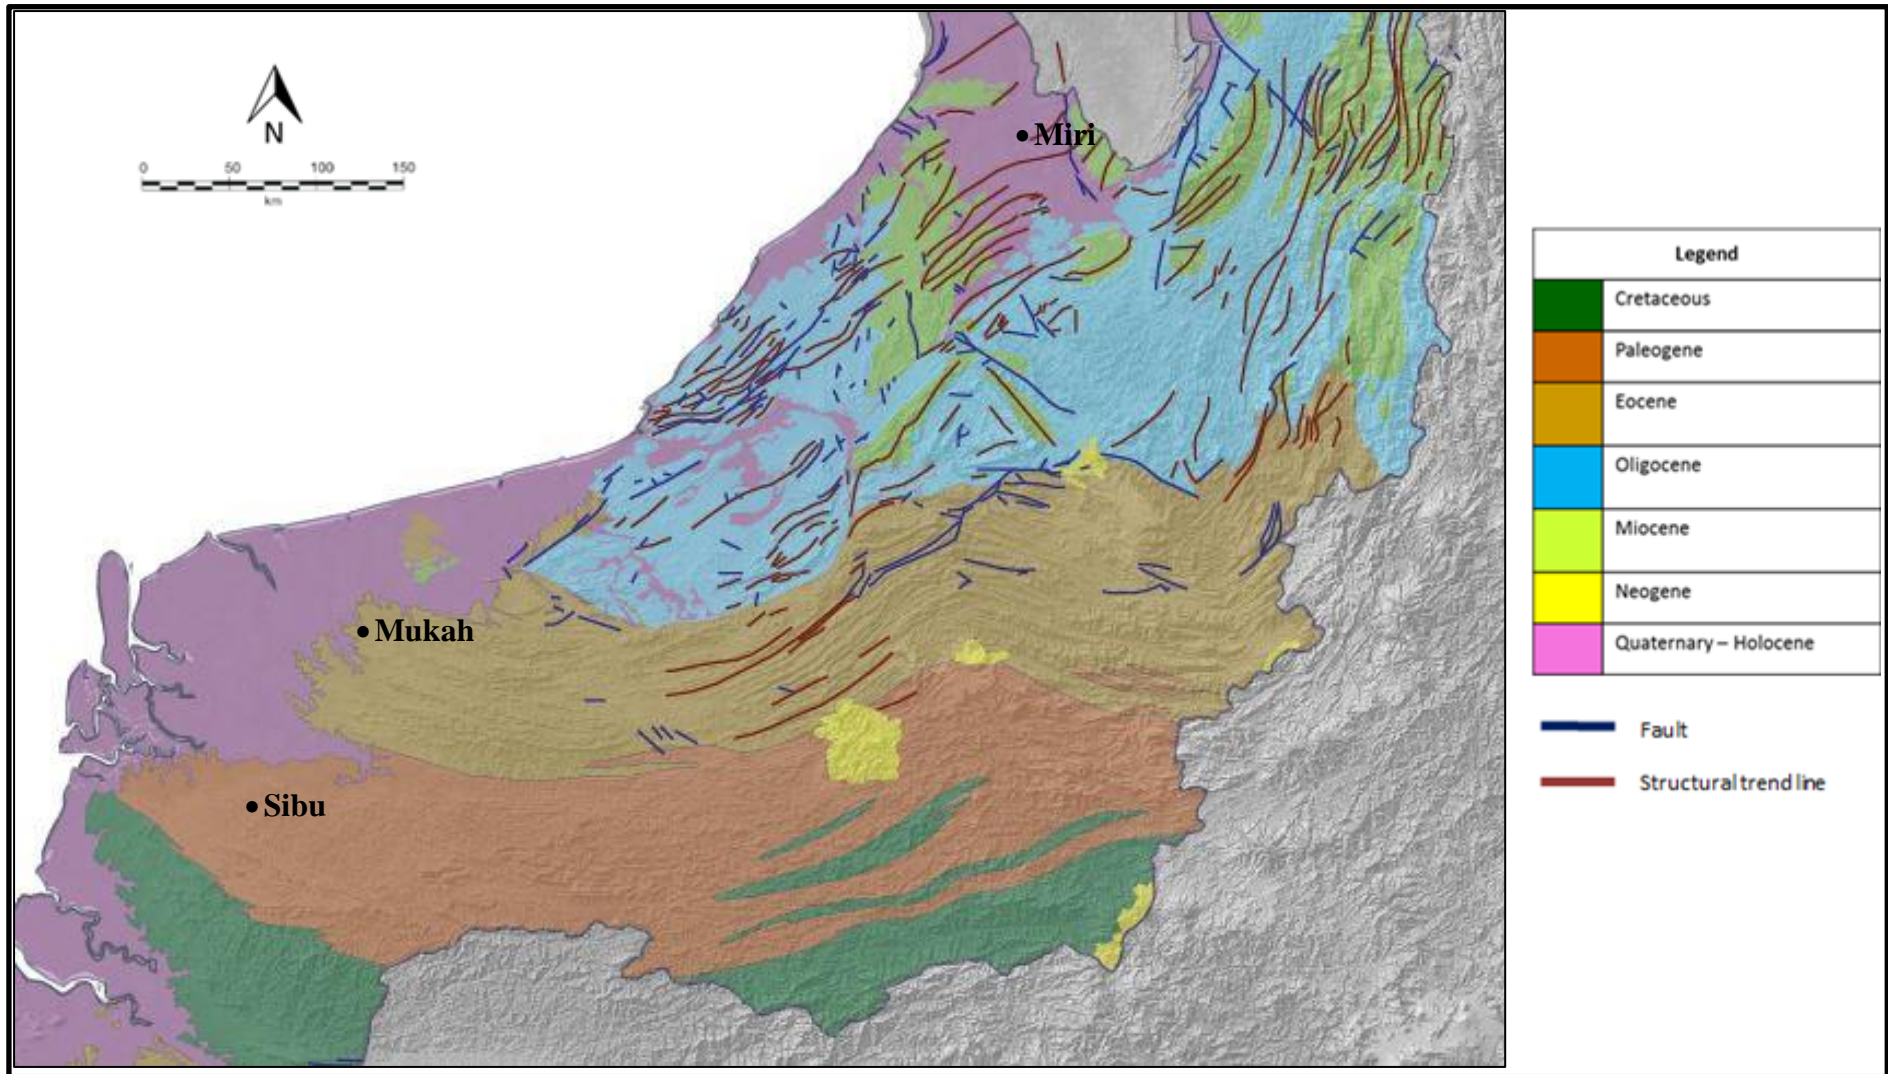 N
0 50 100 150
km
Miri
Mukah
Sibu
Legend
Cretaceous
Paleogene
Eocene
Oligocene
Miocene
Neogene
Quaternary – Holocene
Fault
Structural trend line